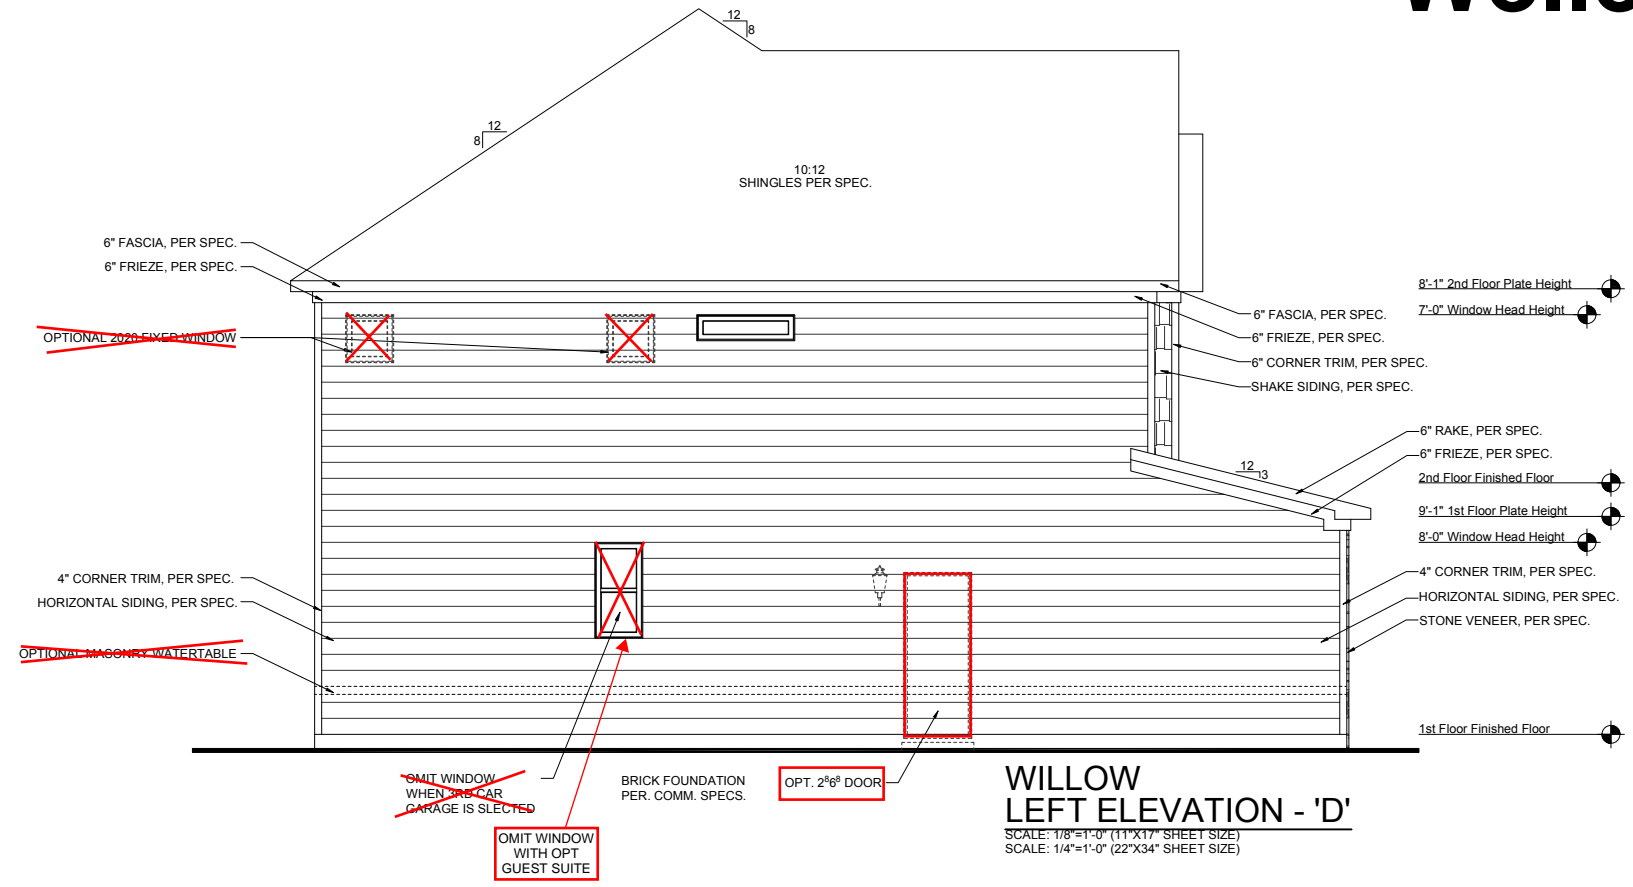 12
8
12
8
10:12
SHINGLES PER SPEC.
6" FASCIA, PER SPEC.
6" FRIEZE, PER SPEC.
OPTIONAL 2020 FIXED WINDOW
4" CORNER TRIM, PER SPEC.
HORIZONTAL SIDING, PER SPEC.
OPTIONAL MASONRY WATERTABLE
6" FASCIA, PER SPEC.
6" FRIEZE, PER SPEC.
6" CORNER TRIM, PER SPEC.
SHAKE SIDING, PER SPEC.
8'-1" 2nd Floor Plate Height
7'-0" Window Head Height
6" RAKE, PER SPEC.
6" FRIEZE, PER SPEC.
12
3
2nd Floor Finished Floor
9'-1" 1st Floor Plate Height
8'-0" Window Head Height
4" CORNER TRIM, PER SPEC.
HORIZONTAL SIDING, PER SPEC.
STONE VENEER, PER SPEC.
1st Floor Finished Floor
OMIT WINDOW
WHEN 3RD CAR
GARAGE IS SLECTED
OMIT WINDOW
WITH OPT
GUEST SUITE
BRICK FOUNDATION
PER. COMM. SPECS.
OPT. 2⁸6⁸ DOOR
WILLOW
LEFT ELEVATION - 'D'
SCALE: 1/8"=1'-0" (11"X17" SHEET SIZE)
SCALE: 1/4"=1'-0" (22"X34" SHEET SIZE)